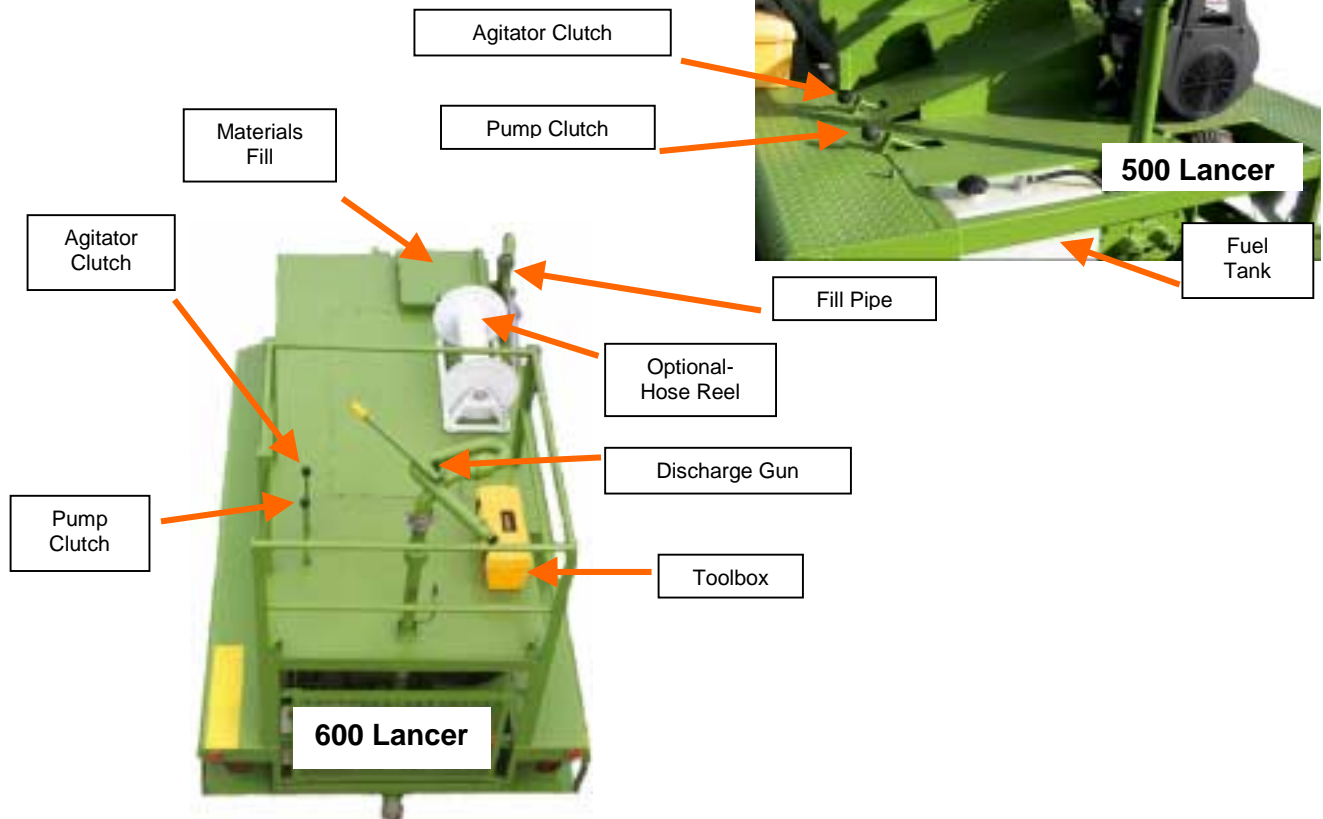 Agitator Clutch
Pump Clutch
500 Lancer
Fuel
Tank
Materials
Fill
Agitator
Clutch
Fill Pipe
Optional-
Hose Reel
Discharge Gun
Pump
Clutch
Toolbox
600 Lancer